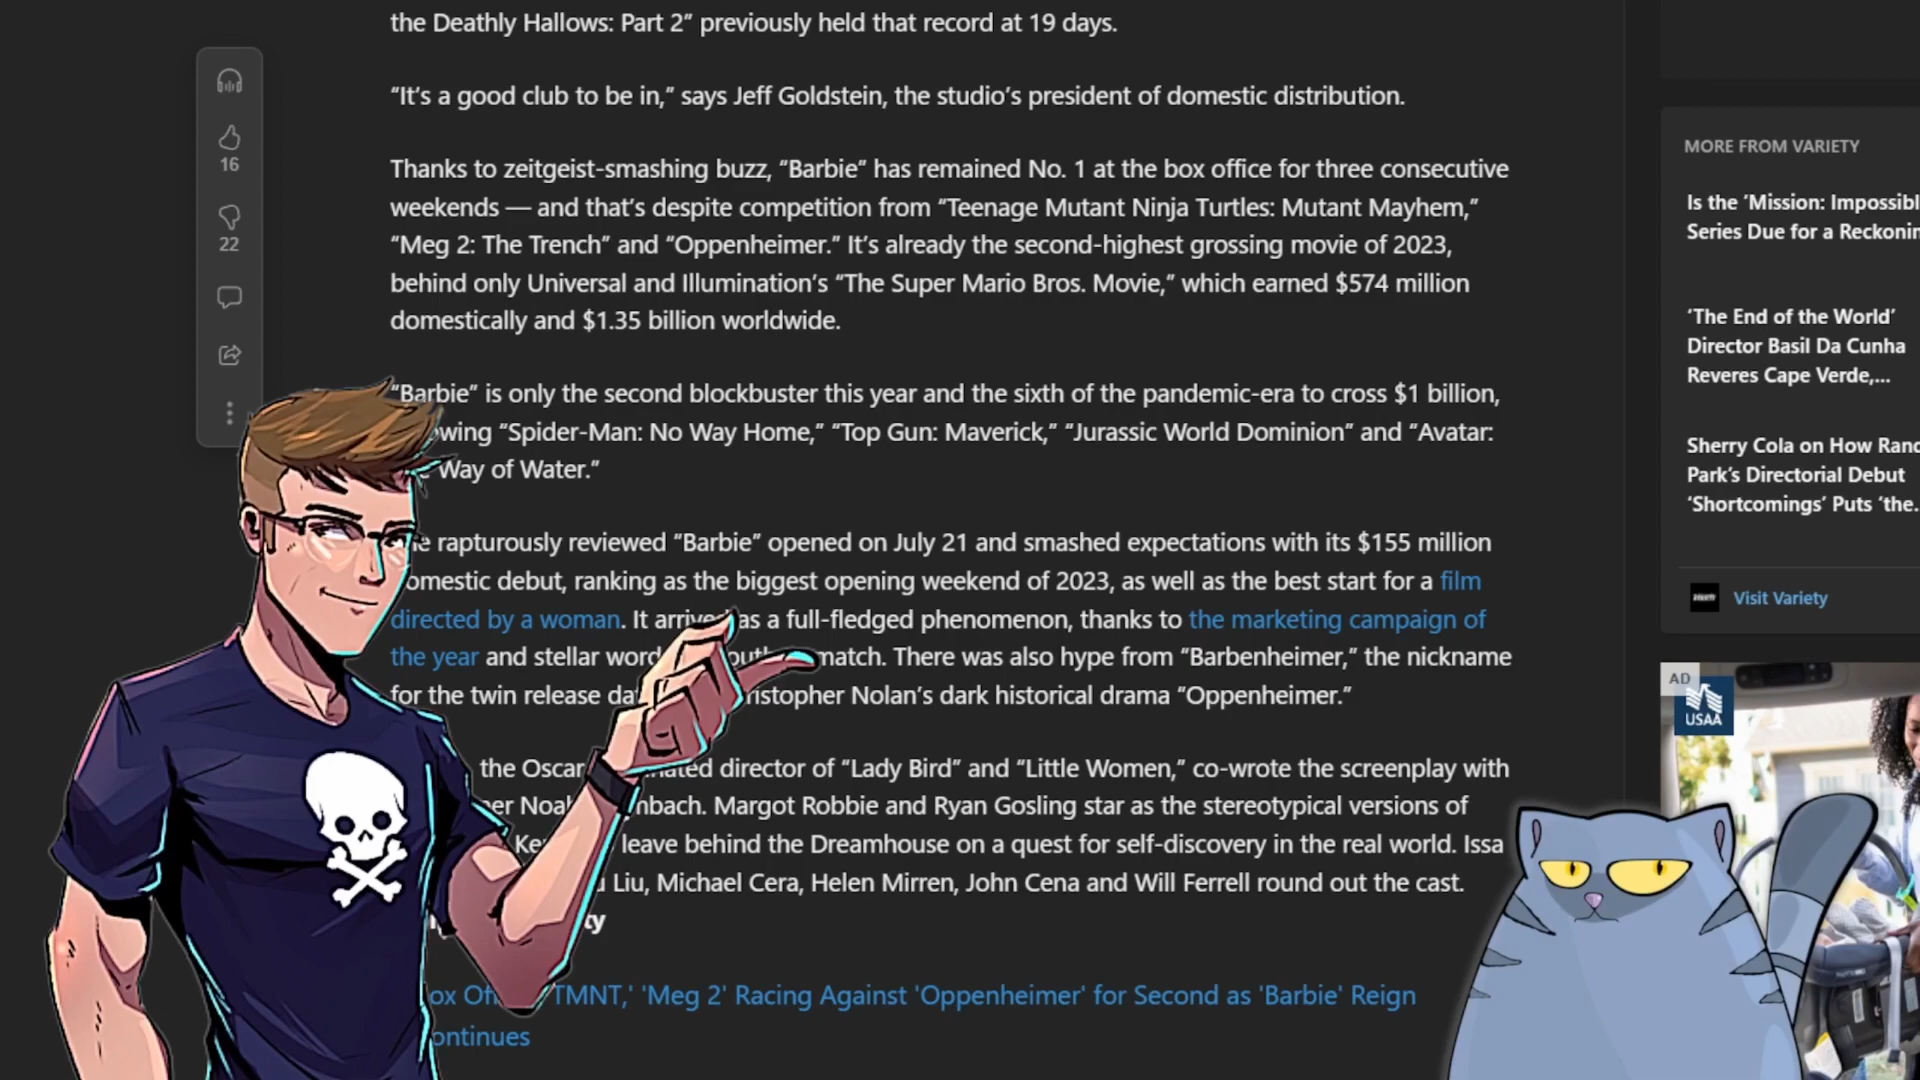 the Deathly Hallows: Part 2” previously held that record at 19 days.
“It’s a good club to be in,” says Jeff Goldstein, the studio’s president of domestic distribution.
Thanks to zeitgeist-smashing buzz, “Barbie” has remained No. 1 at the box office for three consecutive
weekends — and that’s despite competition from “Teenage Mutant Ninja Turtles: Mutant Mayhem,”
“Meg 2: The Trench” and “Oppenheimer.” It’s already the second-highest grossing movie of 2023,
behind only Universal and Illumination’s “The Super Mario Bros. Movie,” which earned $574 million
domestically and $1.35 billion worldwide.
“Barbie” is only the second blockbuster this year and the sixth of the pandemic-era to cross $1 billion,
“Spider-Man: No Way Home,” “Top Gun: Maverick,” “Jurassic World Dominion” and “Avatar:
Way of Water.”
rapturously reviewed “Barbie” opened on July 21 and smashed expectations with its $155 million
domestic debut, ranking as the biggest opening weekend of 2023, as well as the best start for a film
directed by a woman. It arrived as a full-fledged phenomenon, thanks to the marketing campaign of
the year and stellar word match. There was also hype from “Barbenheimer,” the nickname
for the twin release Nolan’s dark historical drama “Oppenheimer.”
the director of “Lady Bird” and “Little Women,” co-wrote the screenplay with
Margot Robbie and Ryan Gosling star as the stereotypical versions of
leave behind the Dreamhouse on a quest for self-discovery in the real world. Issa
Liu, Michael Cera, Helen Mirren, John Cena and Will Ferrell round out the cast.
TMNT,' 'Meg 2' Racing Against 'Oppenheimer' for Second as 'Barbie' Reign
16
22
MORE FROM VARIETY
Is the ‘Mission:
Series Due for a
‘The End of the World’
Director Basil Da Cunha
Reveres Cape Verde,...
Sherry Cola on How
Park’s Directorial Debut
‘Shortcomings’ Puts ‘the
Visit Variety
AD
USAA